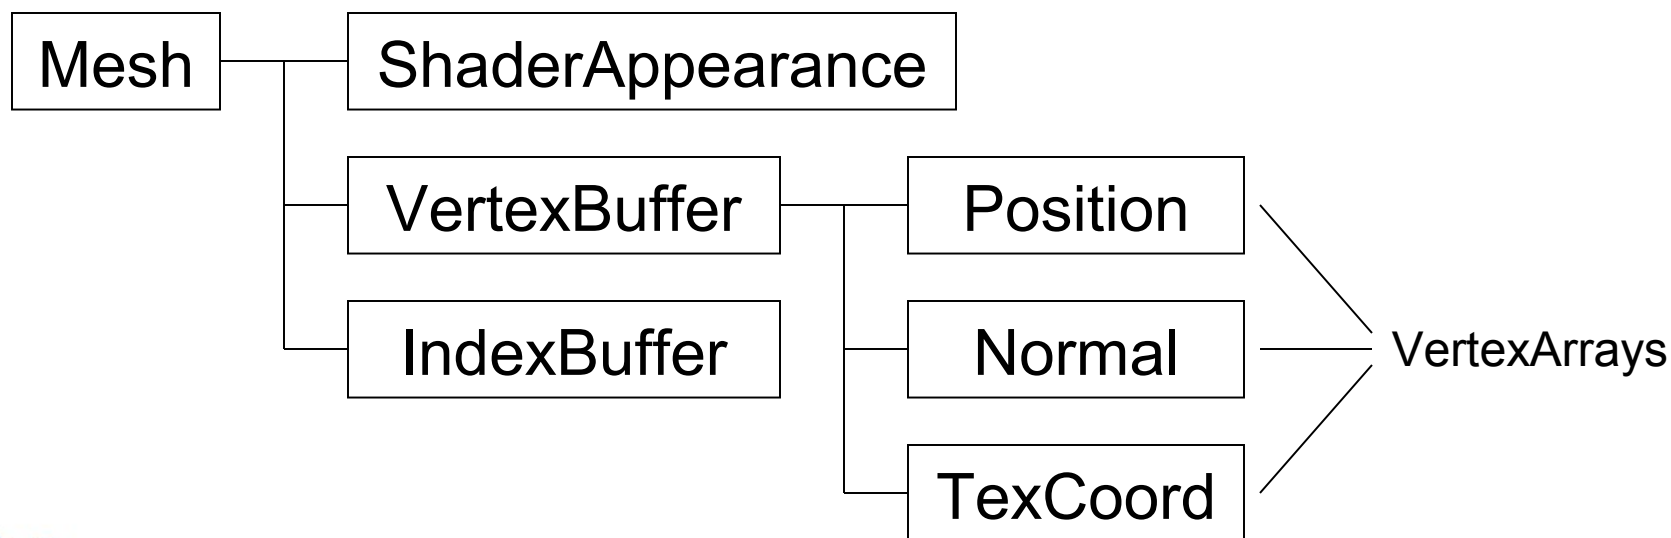 Mesh
ShaderAppearance
VertexBuffer
Position
IndexBuffer
Normal
VertexArrays
TexCoord